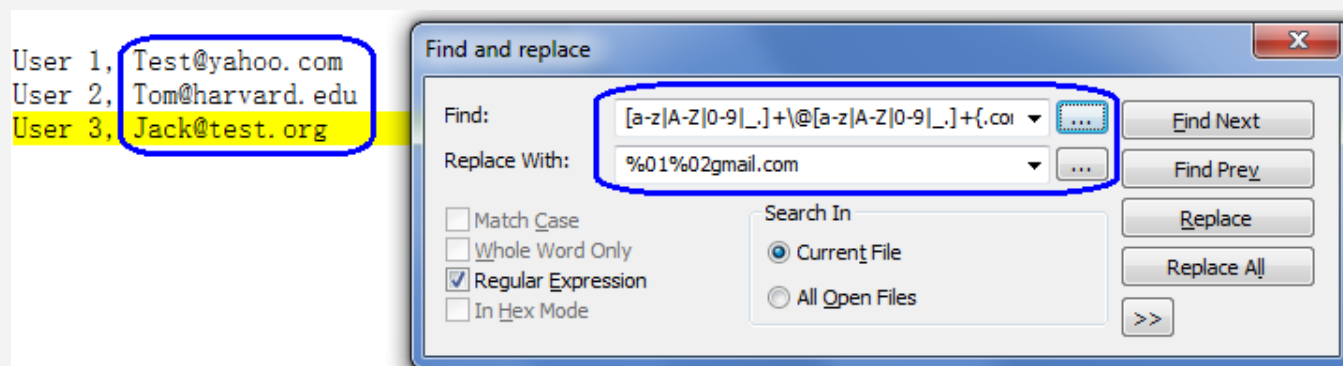 User 1, Test@yahoo.com
User 2, Tom@harvard.edu
User 3, Jack@test.org
Find and replace
Find:
[a-z|A-Z|0-9|_.]+\@[a-z|A-Z|0-9|_.]+{.co
...
Find Next
Replace With:
%01%02gmail.com
...
Find Prev
Match Case
Whole Word Only
Regular Expression
In Hex Mode
Search In
Current File
All Open Files
Replace
Replace All
>>